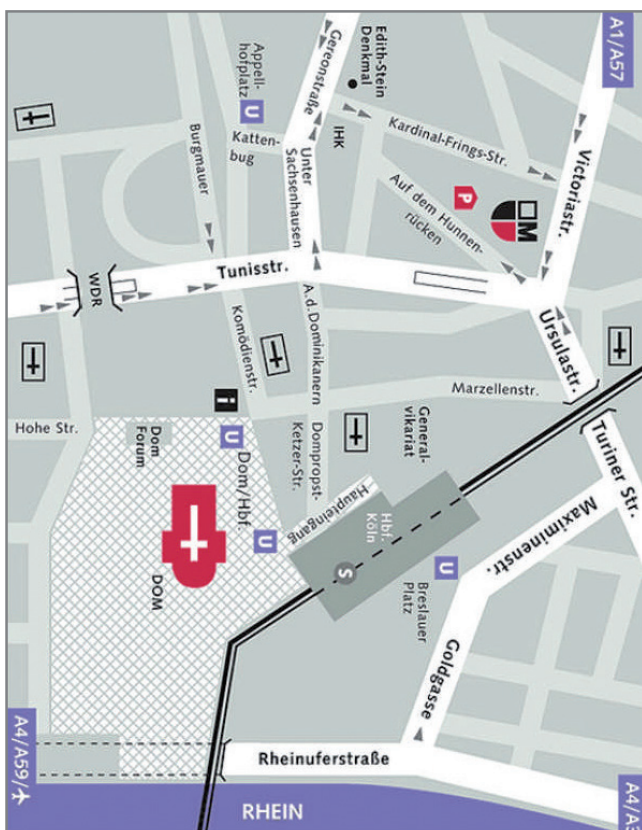 A1/A57
Victoriastr.
Kardinal-Frings-Str.
Edith-Stein
Denkmal
Gereonstraße
IHK
Appell-
hofplatz
U
Katten-
bug
Unter
Sachsenhausen
Burgmauer
Auf dem Hunnen-
rücken
P
M
Tunisstr.
WDR
Komödienstr.
A.d.Dominikanern
Ursulastr.
Marzellenstr.
Turiner Str.
Maximinenstr.
General-
vikariat
Dompropst-
Ketzer-Str.
Haupteingang
Hbf.
Köln
S
U
Breslauer
Platz
Goldgasse
i
U
Dom/Hbf.
U
Hohe Str.
Dom
Forum
DOM
Rheinuferstraße
RHEIN
A4/A59/